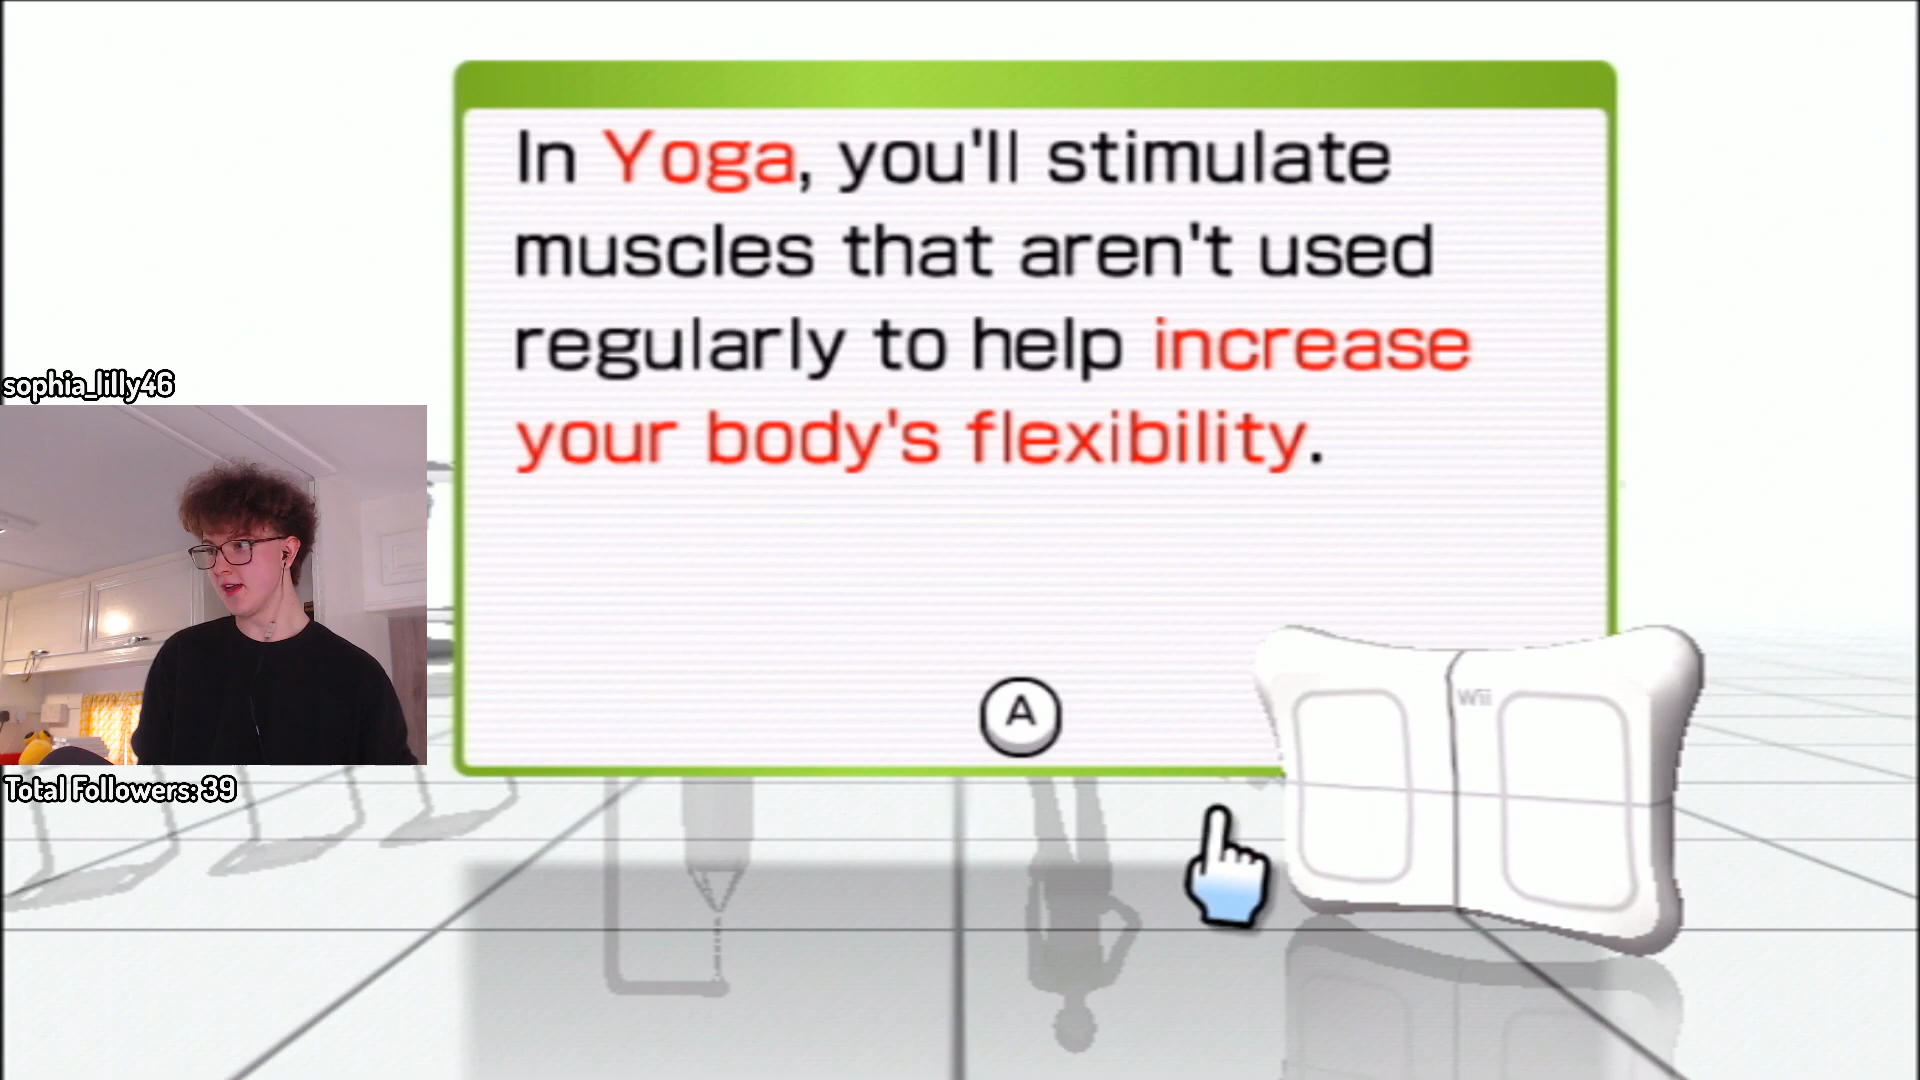 In Yoga, you'll stimulate
muscles that aren't used
regularly to help increase
your body's flexibility.
A
Wii
sophia_lilly46
Total Followers: 39